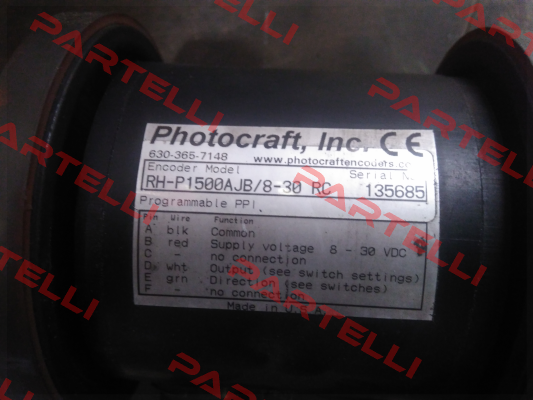 Photocraft, Inc. CE
630-365-7148 www.photocraftencoders.co
Encoder Model Serial N
RH-P1500AJB/8-30 RC 135685
Programmable PPI
Pin Wire Function
A blk Common
B red Supply voltage 8 - 30 VDC
C - no connection
D wht Output (see switch settings)
E grn Direction (see switches)
F - no connection
Made in U.S.A
PARTELLI
PARTELLI
PARTELLI
PARTELLI
PARTELLI
PARTELLI
PARTELLI